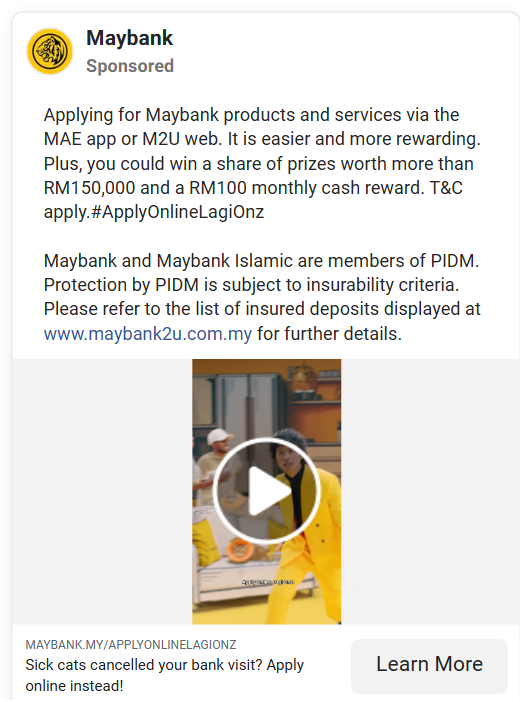 Maybank
Sponsored
Applying for Maybank products and services via the
MAE app or M2U web. It is easier and more rewarding.
Plus, you could win a share of prizes worth more than
RM150,000 and a RM100 monthly cash reward. T&C
apply.#ApplyOnlineLagiOnz
Maybank and Maybank Islamic are members of PIDM.
Protection by PIDM is subject to insurability criteria.
Please refer to the list of insured deposits displayed at
www.maybank2u.com.my for further details.
Apply Online LagiOnz
MAYBANK.MY/APPLYONLINELAGIONZ
Sick cats cancelled your bank visit? Apply
online instead!
Learn More